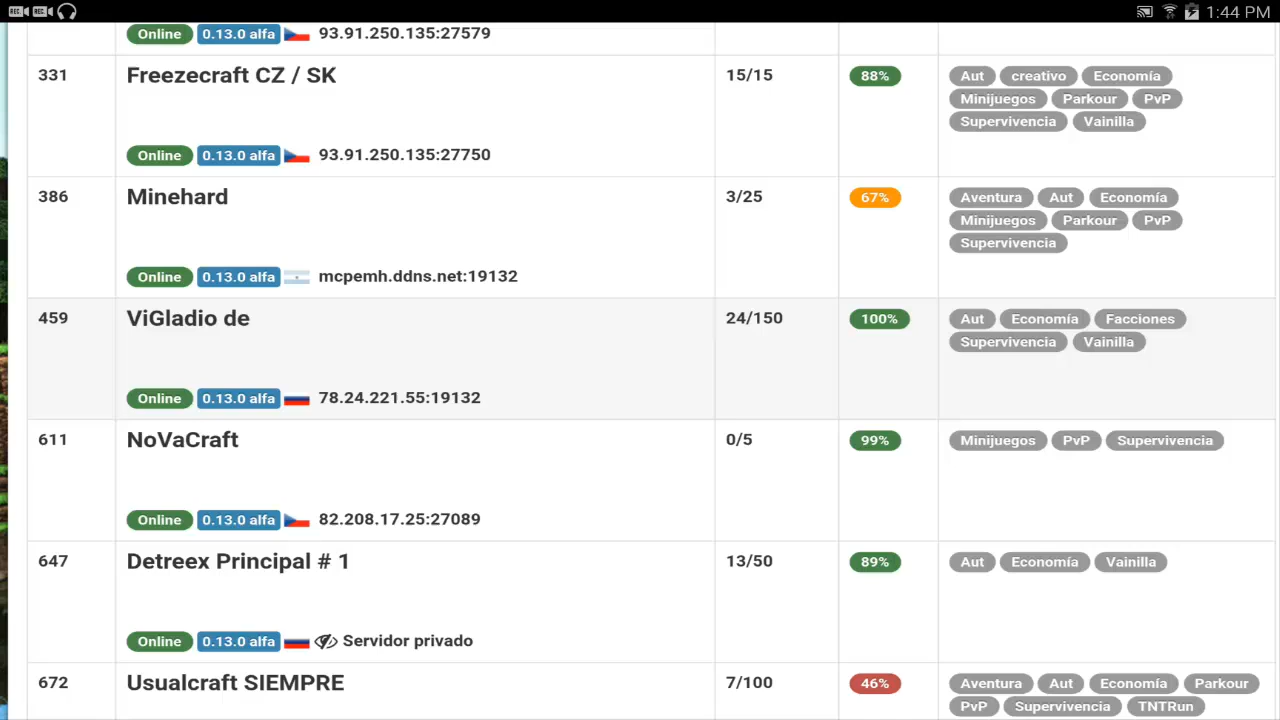 REC REC 1:44 PM
Online 0.13.0 alfa 93.91.250.135:27579
331 Freezecraft CZ / SK 15/15 88% Aut creativo Economía
Minijuegos Parkour PvP
Supervivencia Vainilla
Online 0.13.0 alfa 93.91.250.135:27750
386 Minehard 3/25 67% Aventura Aut Economía
Minijuegos Parkour PvP
Supervivencia
Online 0.13.0 alfa mcpemh.ddns.net:19132
459 ViGladio de 24/150 100% Aut Economía Facciones
Supervivencia Vainilla
Online 0.13.0 alfa 78.24.221.55:19132
611 NoVaCraft 0/5 99% Minijuegos PvP Supervivencia
Online 0.13.0 alfa 82.208.17.25:27089
647 Detreex Principal # 1 13/50 89% Aut Economía Vainilla
Online 0.13.0 alfa Servidor privado
672 Usualcraft SIEMPRE 7/100 46% Aventura Aut Economía Parkour
PvP Supervivencia TNTRun